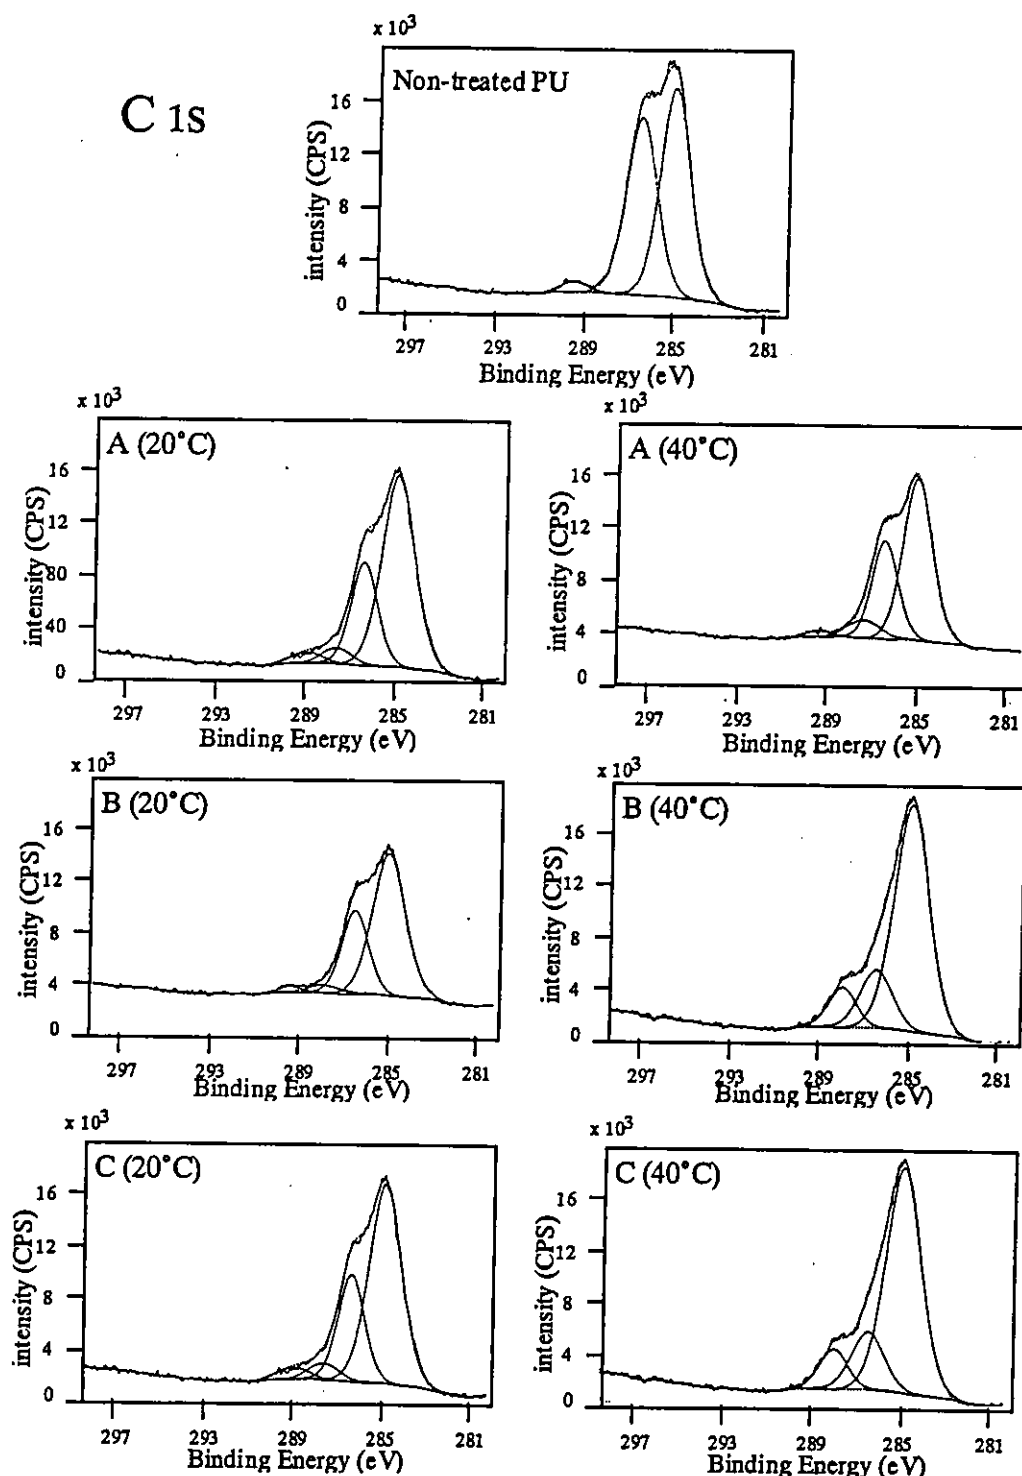 x 10³
C 1s
Non-treated PU
intensity (CPS)
16
12
8
4
0
297 293 289 285 281
Binding Energy (eV)
x 10³
A (20°C)
intensity (CPS)
16
12
80
40
0
297 293 289 285 281
Binding Energy (eV)
x 10³
A (40°C)
intensity (CPS)
16
12
8
4
0
297 293 289 285 281
Binding Energy (eV)
x 10³
B (20°C)
intensity (CPS)
16
12
8
4
0
297 293 289 285 281
Binding Energy (eV)
x 10³
B (40°C)
intensity (CPS)
16
12
8
4
0
297 293 289 285 281
Binding Energy (eV)
x 10³
C (20°C)
intensity (CPS)
16
12
8
4
0
297 293 289 285 281
Binding Energy (eV)
x 10³
C (40°C)
intensity (CPS)
16
12
8
4
0
297 293 289 285 281
Binding Energy (eV)